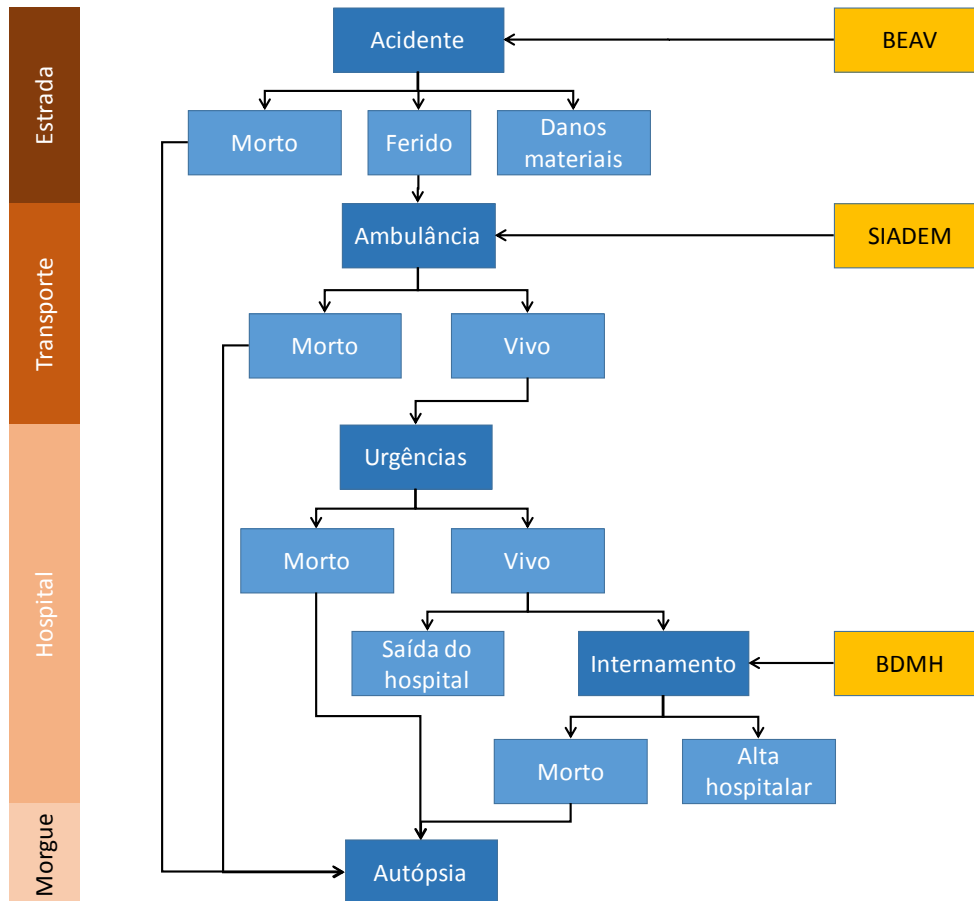 Estrada
Acidente
BEAV
Morto
Ferido
Danos
materiais
Transporte
Ambulância
SIADEM
Morto
Vivo
Hospital
Urgências
Morto
Vivo
Saída do
hospital
Internamento
BDMH
Morto
Alta
hospitalar
Morgue
Autópsia